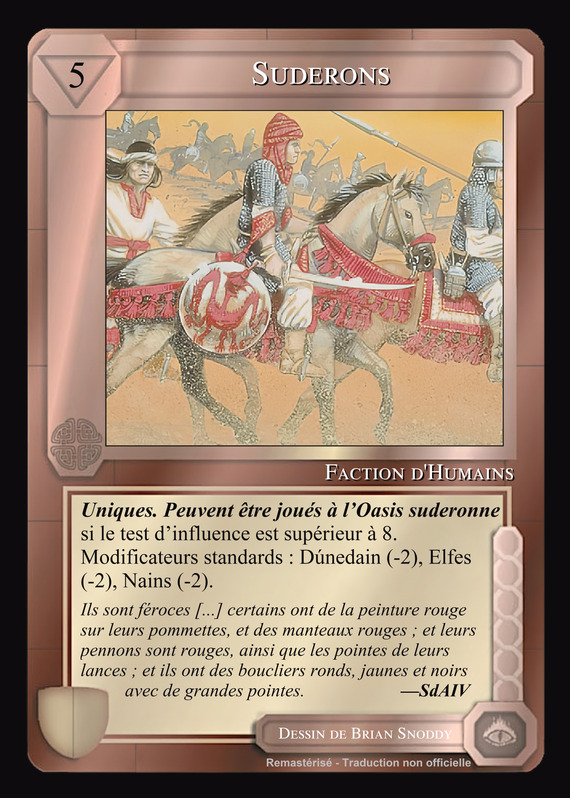 5
SUDERONS
FACTION D'HUMAINS
Uniques. Peuvent être joués à l'Oasis suderonne
si le test d'influence est supérieur à 8.
Modificateurs standards : Dúnedain (-2), Elfes
(-2), Nains (-2).
Ils sont féroces [...] certains ont de la peinture rouge
sur leurs pommettes, et des manteaux rouges ; et leurs
pennons sont rouges, ainsi que les pointes de leurs
lances ; et ils ont des boucliers ronds, jaunes et noirs
avec de grandes pointes. —SdAIV
DESSIN DE BRIAN SNODDY
Remastérisé - Traduction non officielle